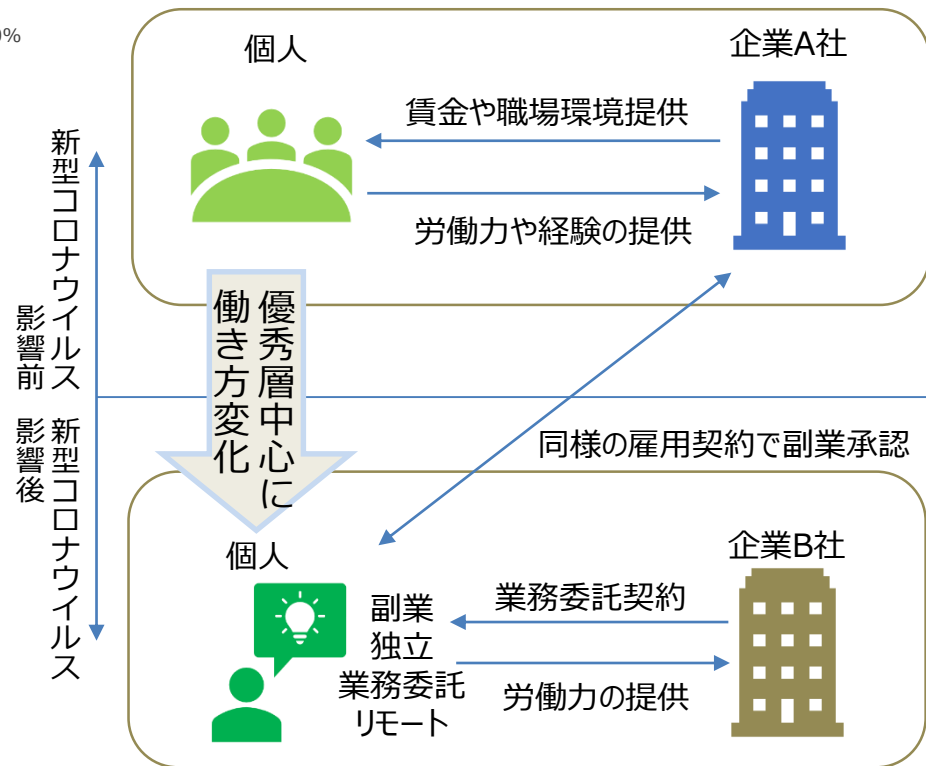 %
個人
企業A社
賃金や職場環境提供
労働力や経験の提供
新型コロナウイルス
影響前
優秀層中心に
働き方変化
新型コロナウイルス
影響後
同様の雇用契約で副業承認
個人
企業B社
副業
独立
業務委託
リモート
業務委託契約
労働力の提供